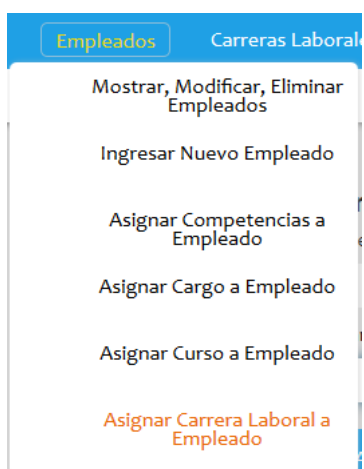 Empleados
Carreras Laborale
Mostrar, Modificar, Eliminar
Empleados
Ingresar Nuevo Empleado
Asignar Competencias a
Empleado
Asignar Cargo a Empleado
Asignar Curso a Empleado
Asignar Carrera Laboral a
Empleado